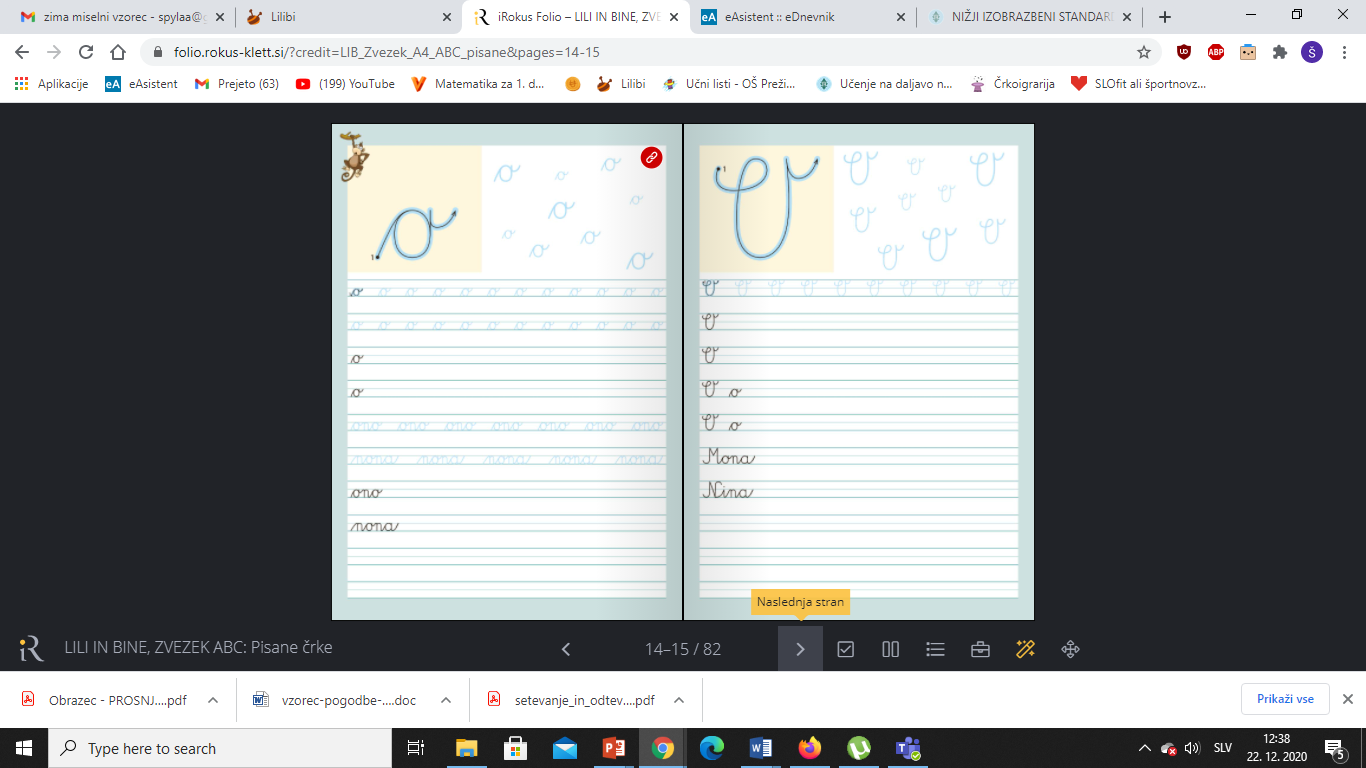 zima miselni vzorec - spylaa@g
Lilibi
iRokus Folio – LILI IN BINE, ZVE
eAsistent :: eDnevnik
NIŽJI IZOBRAZBENI STANDAR
folio.rokus-klett.si/?credit=LIB_Zvezek_A4_ABC_pisane&pages=14-15
Aplikacije
eAsistent
Prejeto (63)
(199) YouTube
Matematika za 1. d...
Lilibi
Učni listi - OŠ Preži...
Učenje na daljavo n...
Črkoigrarija
SLOfit ali športnovz...
o o o o o o o o o o o o
o o o o o o o o o o o o
o
o
ono ono ono ono ono ono ono
nona nona nona nona nona
ono
nona
O O O O O O O O O O
O
O
O o
O o
Mona
Nina
Naslednja stran
LILI IN BINE, ZVEZEK ABC: Pisane črke
14–15 / 82
Obrazec - PROSNJ....pdf
vzorec-pogodbe-....doc
setevanje_in_odtev....pdf
Prikaži vse
Type here to search
SLV
12:38
22. 12. 2020
5